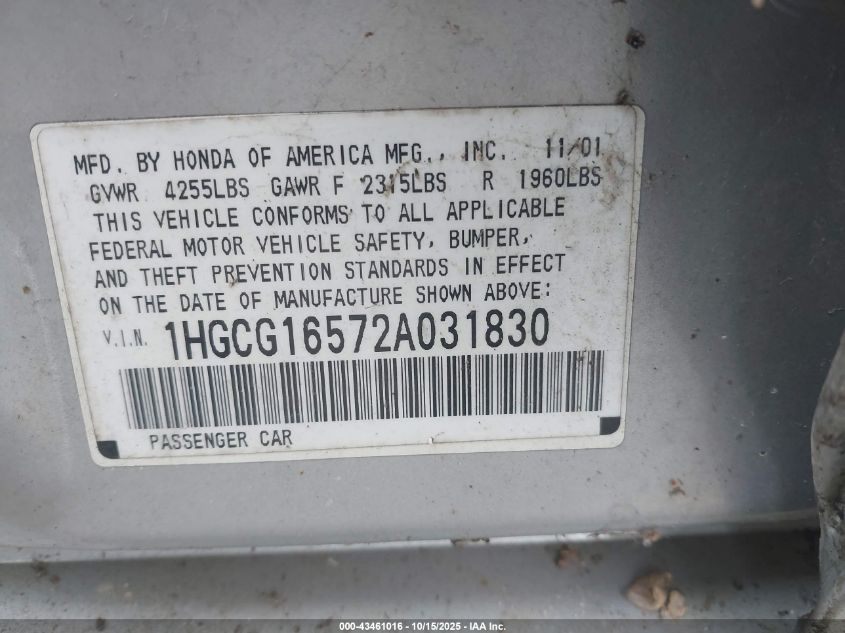 MFD. BY HONDA OF AMERICA MFG., INC. 11/01
GVWR 4255LBS GAWR F 2315LBS R 1960LBS
THIS VEHICLE CONFORMS TO ALL APPLICABLE
FEDERAL MOTOR VEHICLE SAFETY, BUMPER,
AND THEFT PREVENTION STANDARDS IN EFFECT
ON THE DATE OF MANUFACTURE SHOWN ABOVE:
V.I.N. 1HGCG16572A031830
PASSENGER CAR
000-43461016 - 10/15/2025 - IAA Inc.